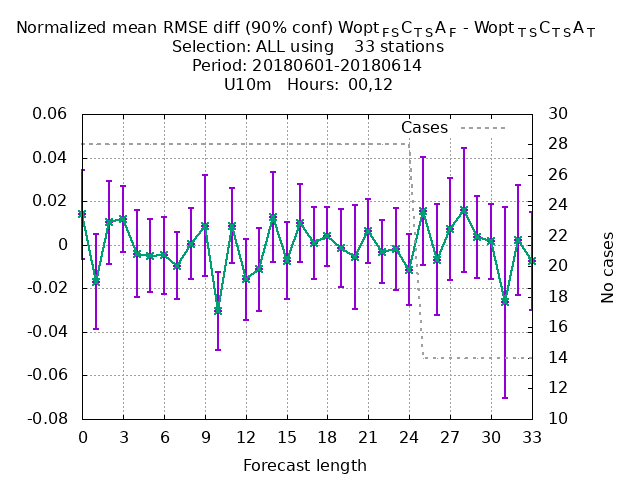 Normalized mean RMSE diff (90% conf) Wopt FS C TS A F - Wopt TS C TS A T
Selection: ALL using 33 stations
Period: 20180601-20180614
U10m Hours: 00,12
Cases
0.06
0.04
0.02
0
-0.02
-0.04
-0.06
-0.08
30
28
26
24
22
20
18
16
14
12
10
No cases
0 3 6 9 12 15 18 21 24 27 30 33
Forecast length